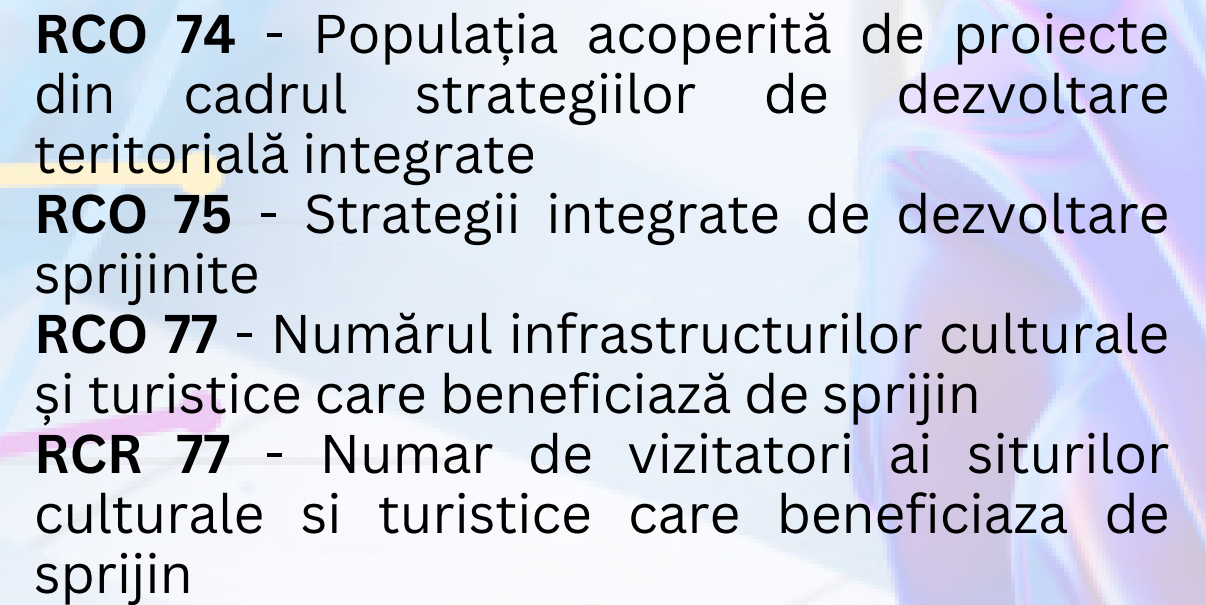 RCO 74 - Populația acoperită de proiecte
din cadrul strategiilor de dezvoltare
teritorială integrate
RCO 75 - Strategii integrate de dezvoltare
sprijinite
RCO 77 - Numărul infrastructurilor culturale
și turistice care beneficiază de sprijin
RCR 77 - Numar de vizitatori ai siturilor
culturale si turistice care beneficiaza de
sprijin